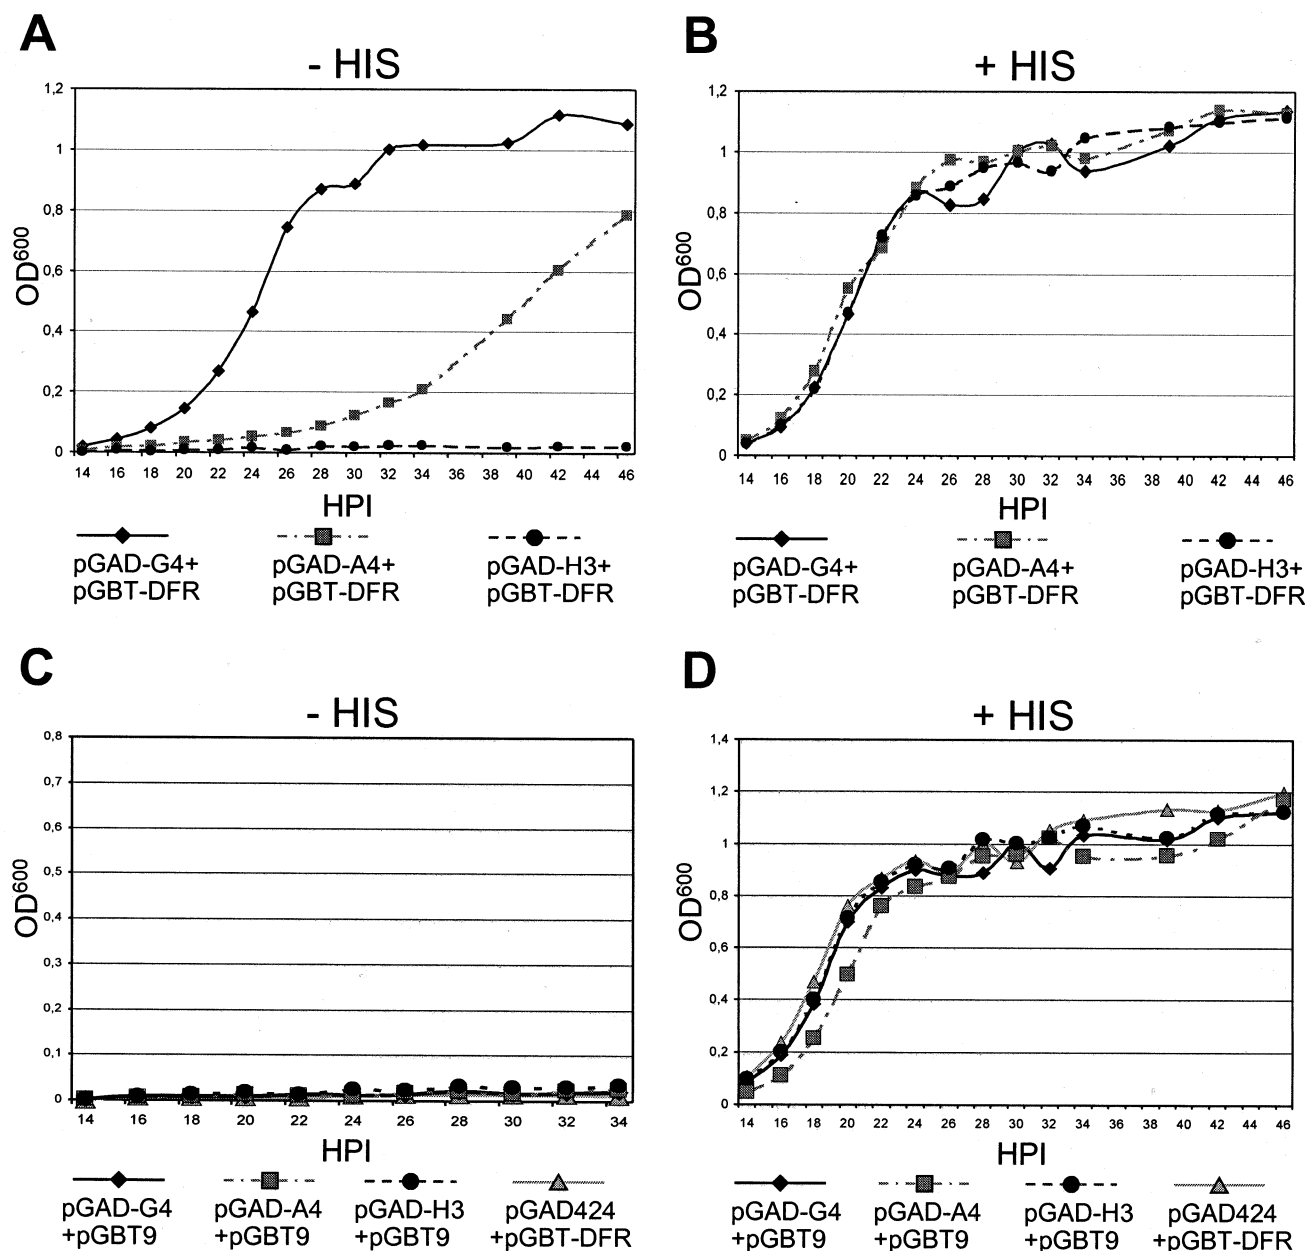 A
- HIS
1,2
1
0,8
0,6
0,4
0,2
0
OD600
14 16 18 20 22 24 26 28 30 32 34 36 38 40 42 44 46
HPI
pGAD-G4+
pGBT-DFR
pGAD-A4+
pGBT-DFR
pGAD-H3+
pGBT-DFR
B
+ HIS
1,2
1
0,8
0,6
0,4
0,2
0
OD600
14 16 18 20 22 24 26 28 30 32 34 36 38 40 42 44 46
HPI
pGAD-G4+
pGBT-DFR
pGAD-A4+
pGBT-DFR
pGAD-H3+
pGBT-DFR
C
- HIS
0,8
0,7
0,6
0,5
0,4
0,3
0,2
0,1
0
OD600
14 16 18 20 22 24 26 28 30 32 34
HPI
pGAD-G4
+pGBT9
pGAD-A4
+pGBT9
pGAD-H3
+pGBT9
pGAD424
+pGBT-DFR
D
+ HIS
1,4
1,2
1
0,8
0,6
0,4
0,2
0
OD600
14 16 18 20 22 24 26 28 30 32 34 36 38 40 42 44 46
HPI
pGAD-G4
+pGBT9
pGAD-A4
+pGBT9
pGAD-H3
+pGBT9
pGAD424
+pGBT-DFR